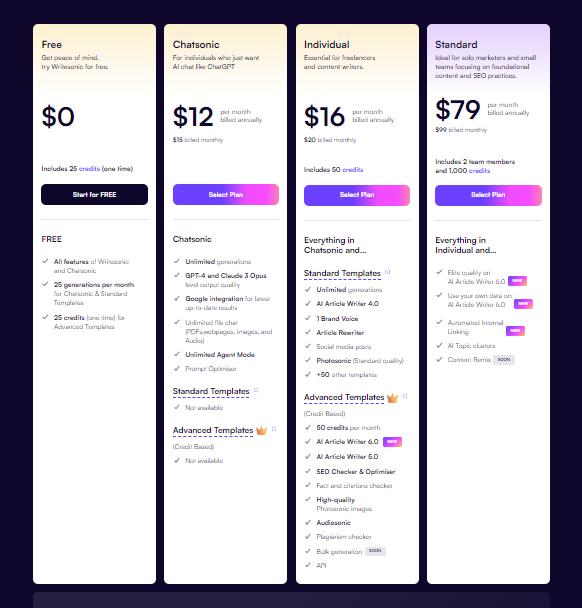 Free
Get peace of mind,
try Writesonic for free.
$0
Includes 25 credits (one time)
Start for FREE
FREE
All features of Writesonic
and Chatsonic
25 generations per month
for Chatsonic & Standard
Templates
25 credits (one time) for
Advanced Templates
Chatsonic
For individuals who just want
AI chat like ChatGPT
$12 per month
billed annually
$15 billed monthly
Select Plan
Chatsonic
Unlimited generations
GPT-4 and Claude 3 Opus
level output quality
Google integration for latest
up-to-date results
Unlimited file chat
(PDFs,webpages, images, and
Audio)
Unlimited Agent Mode
Prompt Optimiser
Standard Templates
Not available
Advanced Templates
(Credit Based)
Not available
Individual
Essential for freelancers
and content writers.
$16 per month
billed annually
$20 billed monthly
Includes 50 credits
Select Plan
Everything in
Chatsonic and...
Standard Templates
Unlimited generations
AI Article Writer 4.0
1 Brand Voice
Article Rewriter
Social media posts
Photosonic (Standard quality)
+50 other templates
Advanced Templates
(Credit Based)
50 credits per month
AI Article Writer 6.0 NEW
AI Article Writer 5.0
SEO Checker & Optimiser
Fact and citations checker
High-quality
Photosonic images
Audiosonic
Plagiarism checker
Bulk generation SOON
API
Standard
Ideal for solo marketers and small
teams focusing on foundational
content and SEO practices.
$79 per month
billed annually
$99 billed monthly
Includes 2 team members
and 1,000 credits
Select Plan
Everything in
Individual and...
Elite quality on
AI Article Writer 6.0 NEW
Use your own data on
AI Article Writer 6.0 NEW
Automated Internal
Linking NEW
AI Topic clusters
Content Remix SOON